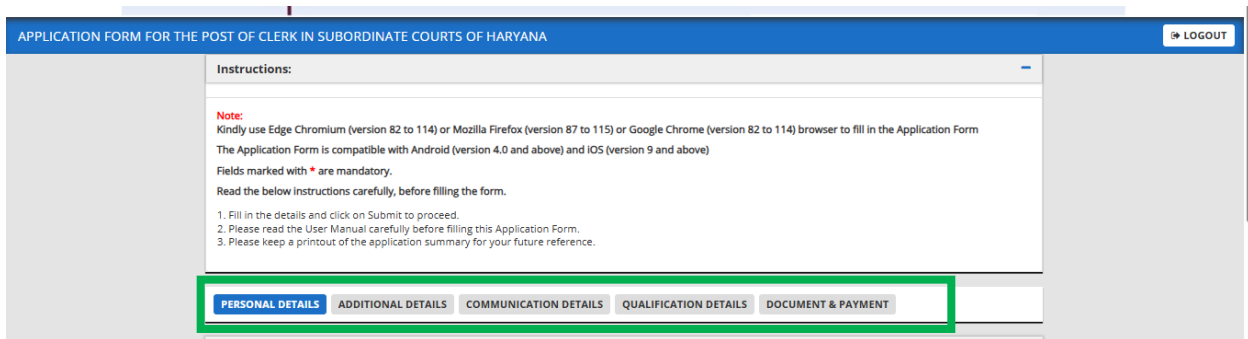 APPLICATION FORM FOR THE POST OF CLERK IN SUBORDINATE COURTS OF HARYANA
LOGOUT
Instructions:
Note:
Kindly use Edge Chromium (version 82 to 114) or Mozilla Firefox (version 87 to 115) or Google Chrome (version 82 to 114) browser to fill in the Application Form
The Application Form is compatible with Android (version 4.0 and above) and iOS (version 9 and above)
Fields marked with * are mandatory.
Read the below instructions carefully, before filling the form.
1. Fill in the details and click on Submit to proceed.
2. Please read the User Manual carefully before filling this Application Form.
3. Please keep a printout of the application summary for your future reference.
PERSONAL DETAILS ADDITIONAL DETAILS COMMUNICATION DETAILS QUALIFICATION DETAILS DOCUMENT & PAYMENT